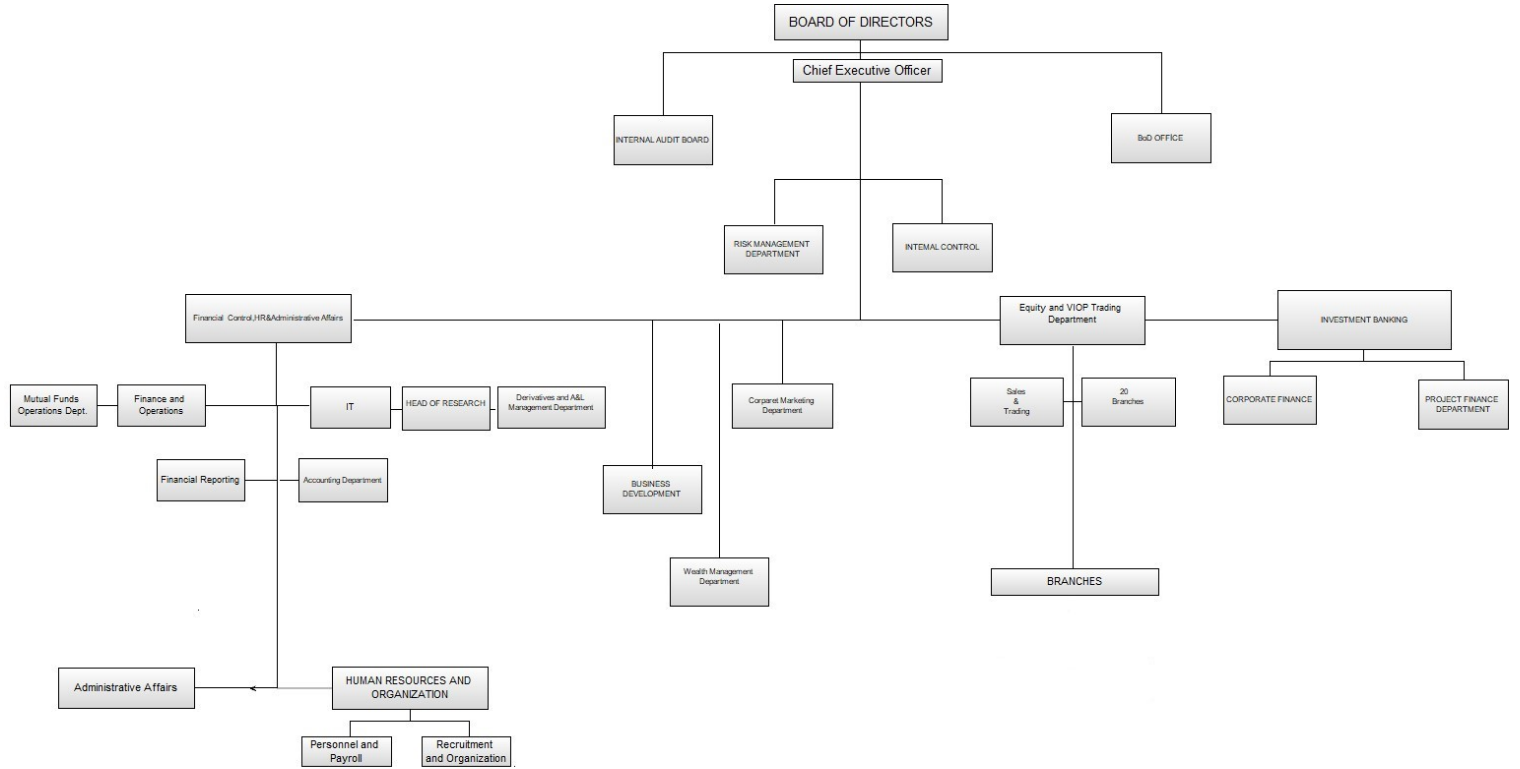 BOARD OF DIRECTORS
Chief Executive Officer
INTERNAL AUDIT BOARD
BoD OFFICE
RISK MANAGEMENT
DEPARTMENT
INTEMAL CONTROL
Financial Control,HR&Administrative Affairs
Equity and VIOP Trading
Department
INVESTMENT BANKING
Mutual Funds
Operations Dept.
Finance and
Operations
IT
HEAD OF RESEARCH
Derivatives and A&L
Management Department
Corparet Marketing
Department
Sales
&
Trading
20
Branches
CORPORATE FINANCE
PROJECT FINANCE
DEPARTMENT
Financial Reporting
Accounting Department
BUSINESS
DEVELOPMENT
Wealth Management
Department
BRANCHES
Administrative Affairs
HUMAN RESOURCES AND
ORGANIZATION
Personnel and
Payroll
Recruitment
and Organization